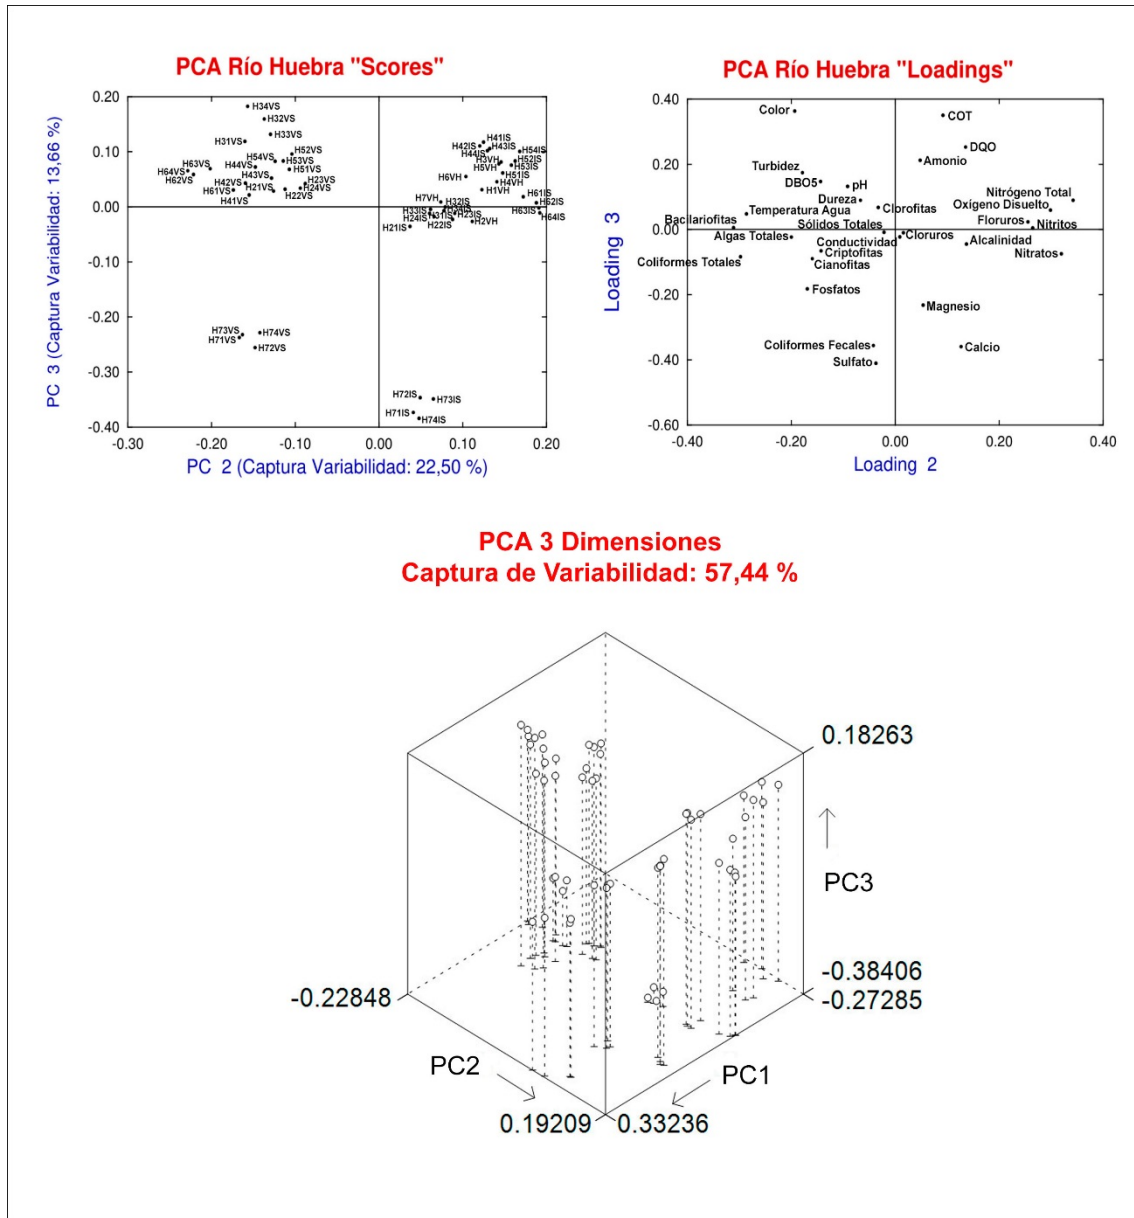 PCA Río Huebra "Scores"
PC 3 (Captura Variabilidad: 13,66 %)
0.20
0.10
0.00
-0.10
-0.20
-0.30
-0.40
H34VS
H32VS
H33VS
H31VS
H52VS
H54VS
H53VS
H63VS
H44VS
H51VS
H64VS
H62VS
H43VS
H42VS
H23VS
H61VS
H21VS
H24VS
H41VS
H22VS
H41IS
H42IS
H43IS
H44IS
H54IS
H3VH
H52IS
H5VH
H53IS
H51IS
H6VH
H4VH
H1VH
H61IS
H7VH
H32IS
H62IS
H33IS
H34IS
H63IS
H24IS
H31IS
H23IS
H64IS
H21IS
H22IS
H2VH
H73VS
H74VS
H71VS
H72VS
H72IS
H73IS
H71IS
H74IS
-0.30
-0.20
-0.10
0.00
0.10
0.20
PC 2 (Captura Variabilidad: 22,50 %)
PCA Río Huebra "Loadings"
Loading 3
0.40
0.20
0.00
-0.20
-0.40
-0.60
Color
COT
DQO
Amonio
Turbidez
DBO5
pH
Dureza
Nitrógeno Total
Temperatura Agua
Clorofitas
Oxígeno Disuelto
Bacilariofitas
Sólidos Totales
Floruros
Nitritos
Algas Totales
Cloruros
Conductividad
Alcalinidad
Criptofitas
Nitratos
Coliformes Totales
Cianofitas
Fosfatos
Magnesio
Coliformes Fecales
Calcio
Sulfato
-0.40
-0.20
0.00
0.20
0.40
Loading 2
PCA 3 Dimensiones
Captura de Variabilidad: 57,44 %
0.18263
PC3
-0.38406
-0.22848
-0.27285
PC2
PC1
0.19209
0.33236